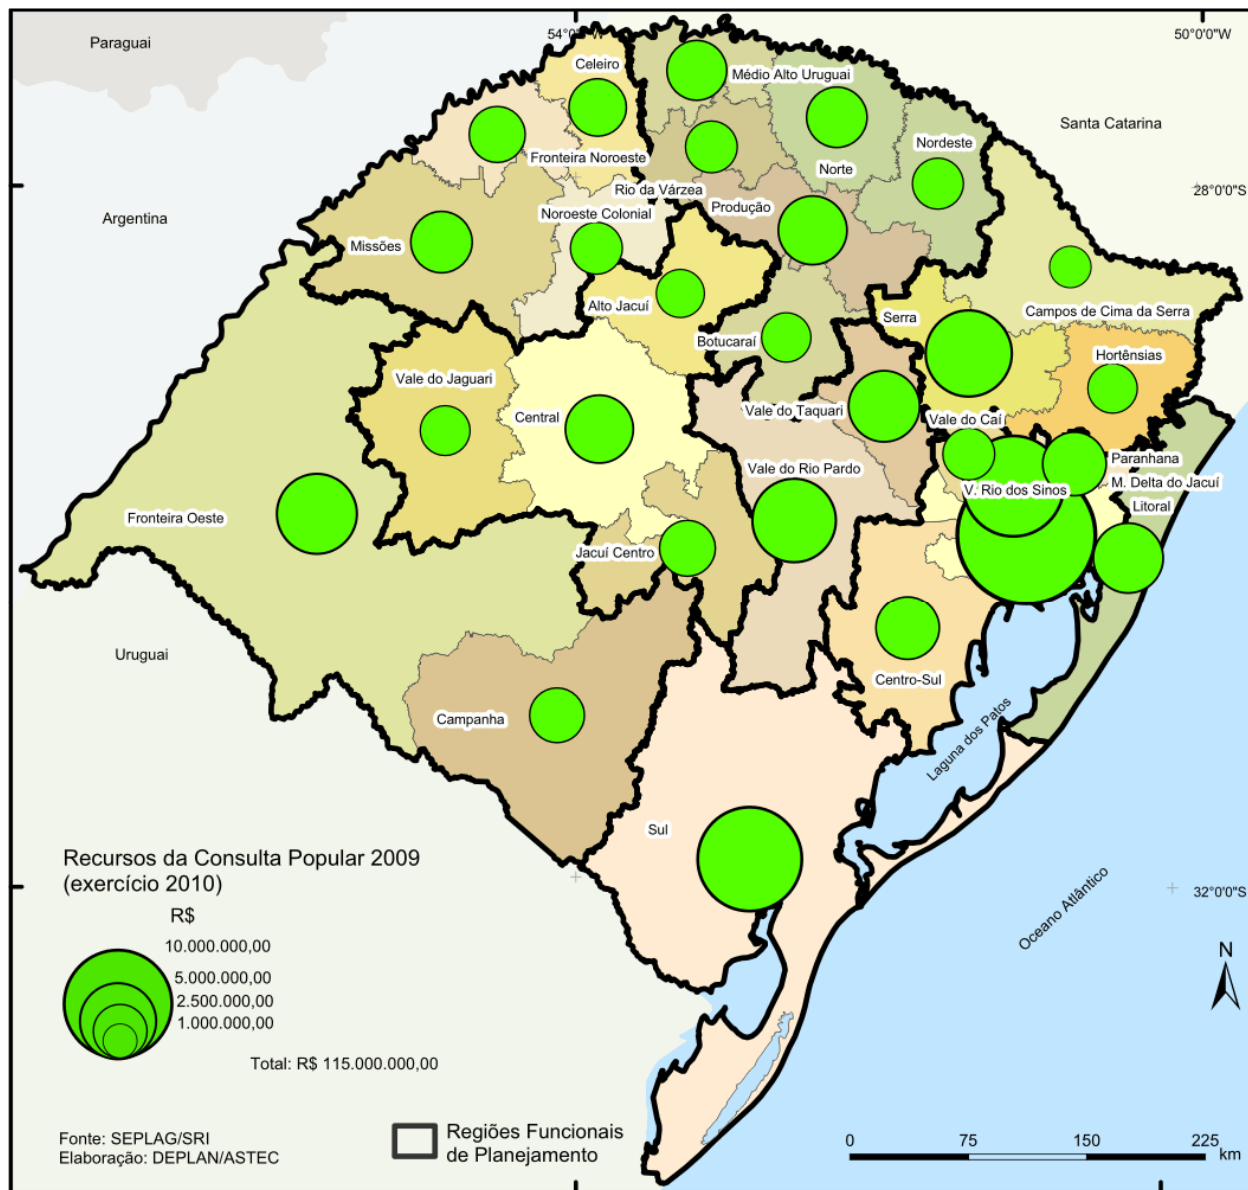 Paraguai
54°0'0"W
50°0'0"W
Celeiro
Médio Alto Uruguai
Santa Catarina
Nordeste
Fronteira Noroeste
Norte
Rio da Várzea
28°0'0"S
Argentina
Noroeste Colonial
Produção
Missões
Alto Jacuí
Serra
Campos de Cima da Serra
Botucaraí
Hortênsias
Vale do Jaguari
Central
Vale do Taquari
Vale do Caí
Paranhana
Vale do Rio Pardo
M. Delta do Jacuí
V. Rio dos Sinos
Litoral
Fronteira Oeste
Jacuí Centro
Uruguai
Centro-Sul
Campanha
Laguna dos Patos
Sul
Recursos da Consulta Popular 2009
(exercício 2010)
R$
10.000.000,00
5.000.000,00
2.500.000,00
1.000.000,00
Total: R$ 115.000.000,00
Oceano Atlântico
32°0'0"S
N
Fonte: SEPLAG/SRI
Elaboração: DEPLAN/ASTEC
Regiões Funcionais
de Planejamento
0 75 150 225
km